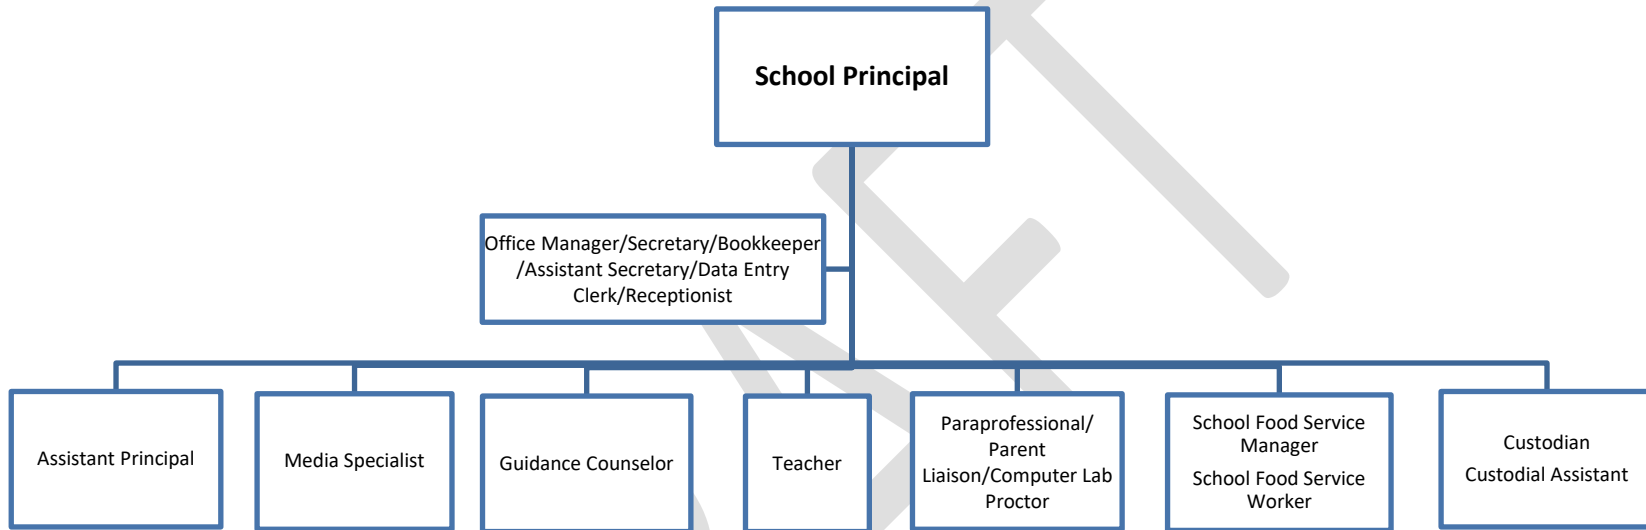 School Principal
Office Manager/Secretary/Bookkeeper
/Assistant Secretary/Data Entry
Clerk/Receptionist
Assistant Principal
Media Specialist
Guidance Counselor
Teacher
Paraprofessional/
Parent
Liaison/Computer Lab
Proctor
School Food Service
Manager
School Food Service
Worker
Custodian
Custodial Assistant